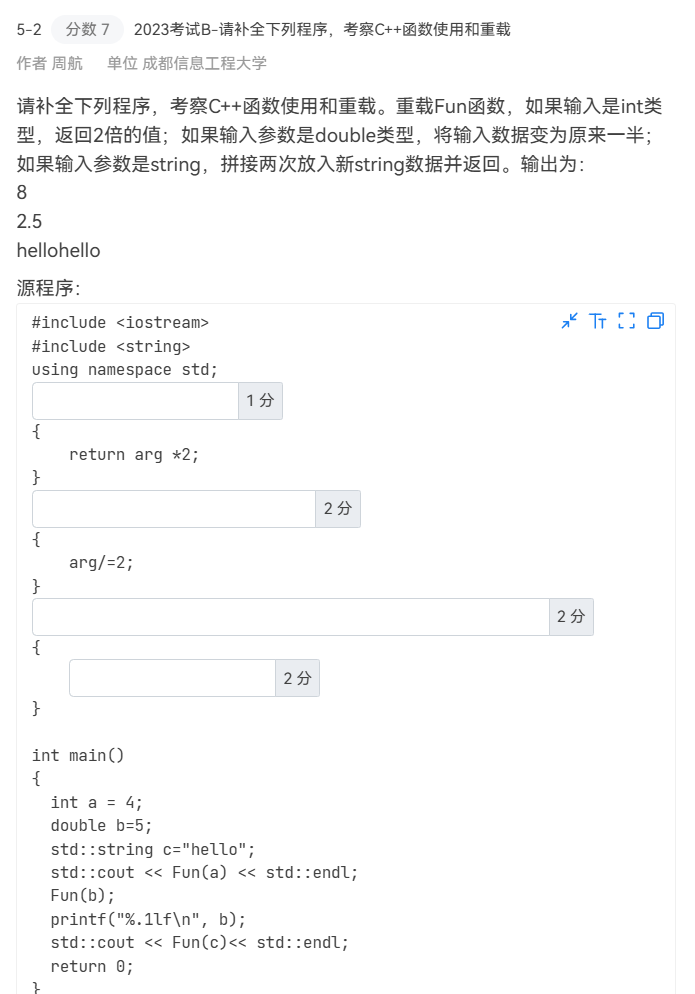 5-2 分数 7 2023考试B-请补全下列程序，考察C++函数使用和重载
作者 周航 单位 成都信息工程大学
请补全下列程序，考察C++函数使用和重载。重载Fun函数，如果输入是int类
型，返回2倍的值；如果输入参数是double类型，将输入数据变为原来一半；
如果输入参数是string，拼接两次放入新string数据并返回。输出为：
8
2.5
hellohello
源程序：
#include <iostream>
#include <string>
using namespace std;
1 分
{
    return arg *2;
}
2 分
{
    arg/=2;
}
2 分
{
2 分
}
int main()
{
  int a = 4;
  double b=5;
  std::string c="hello";
  std::cout << Fun(a) << std::endl;
  Fun(b);
  printf("%.1lf\n", b);
  std::cout << Fun(c)<< std::endl;
  return 0;
}